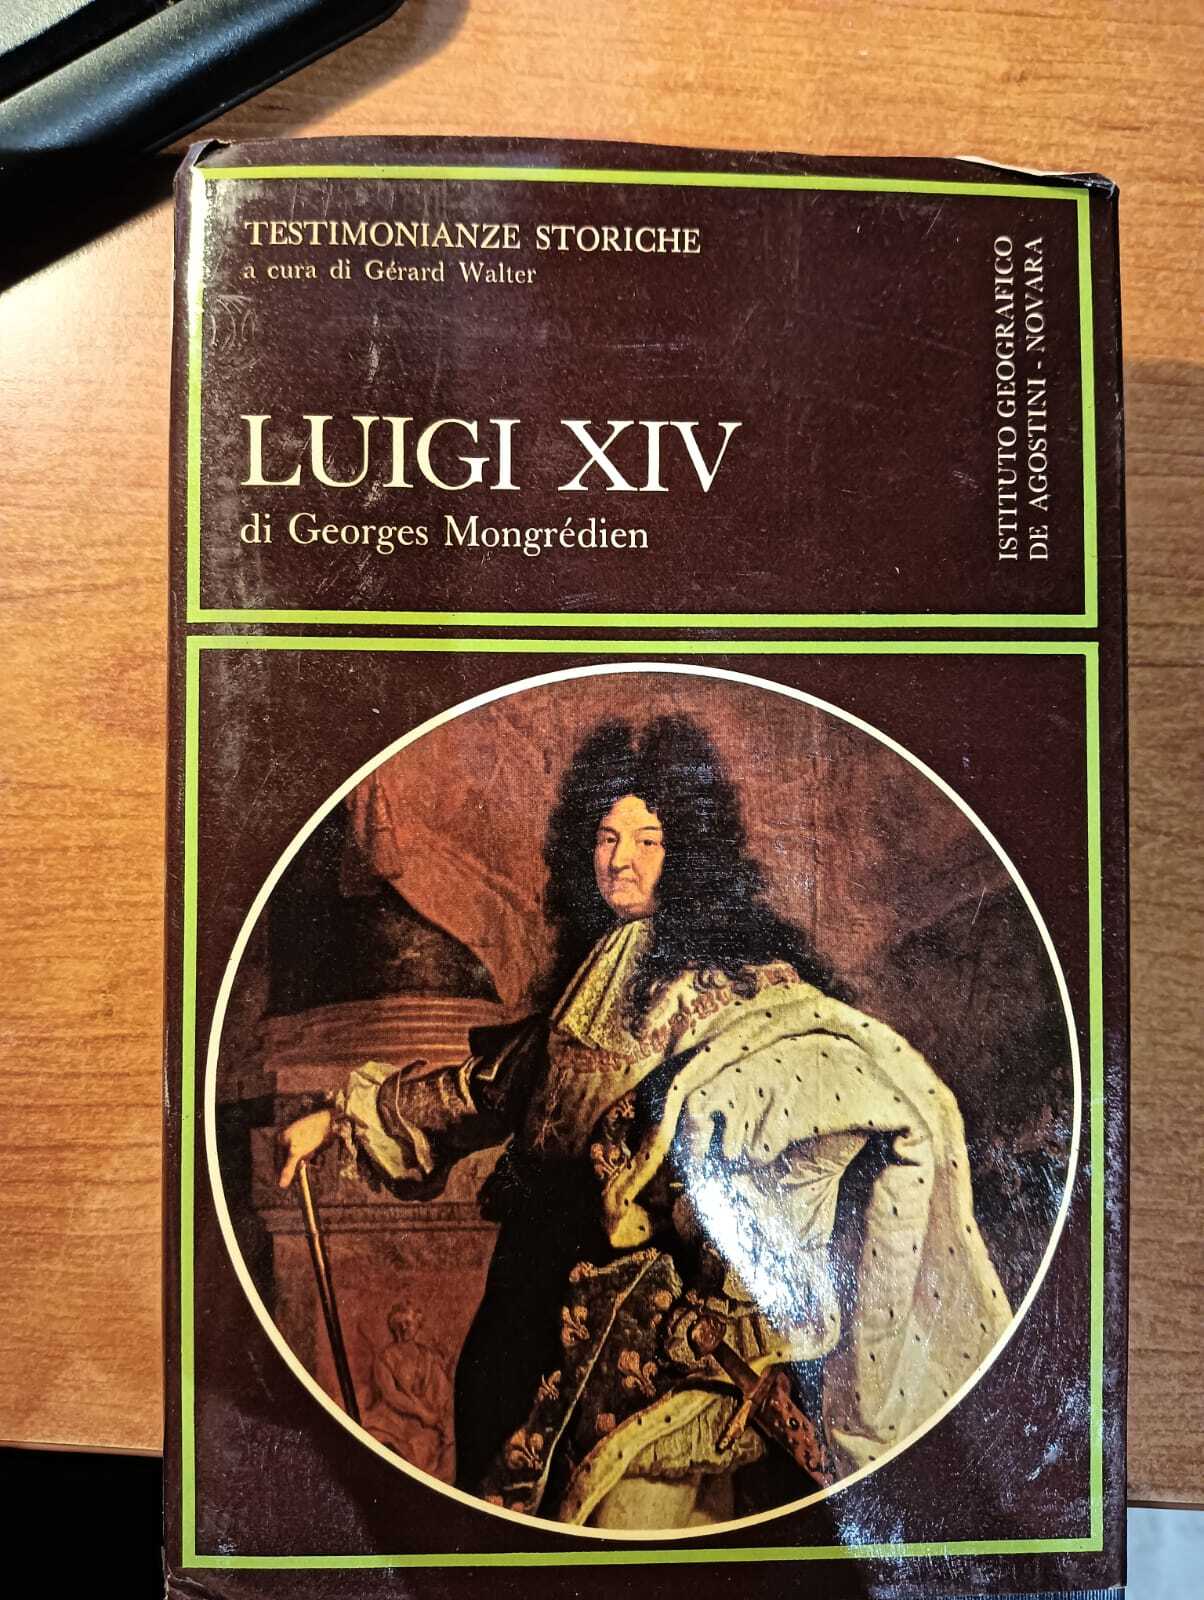 TESTIMONIANZE STORICHE
a cura di Gérard Walter
LUIGI XIV
di Georges Mongrédien
ISTITUTO GEOGRAFICO
DE AGOSTINI - NOVARA